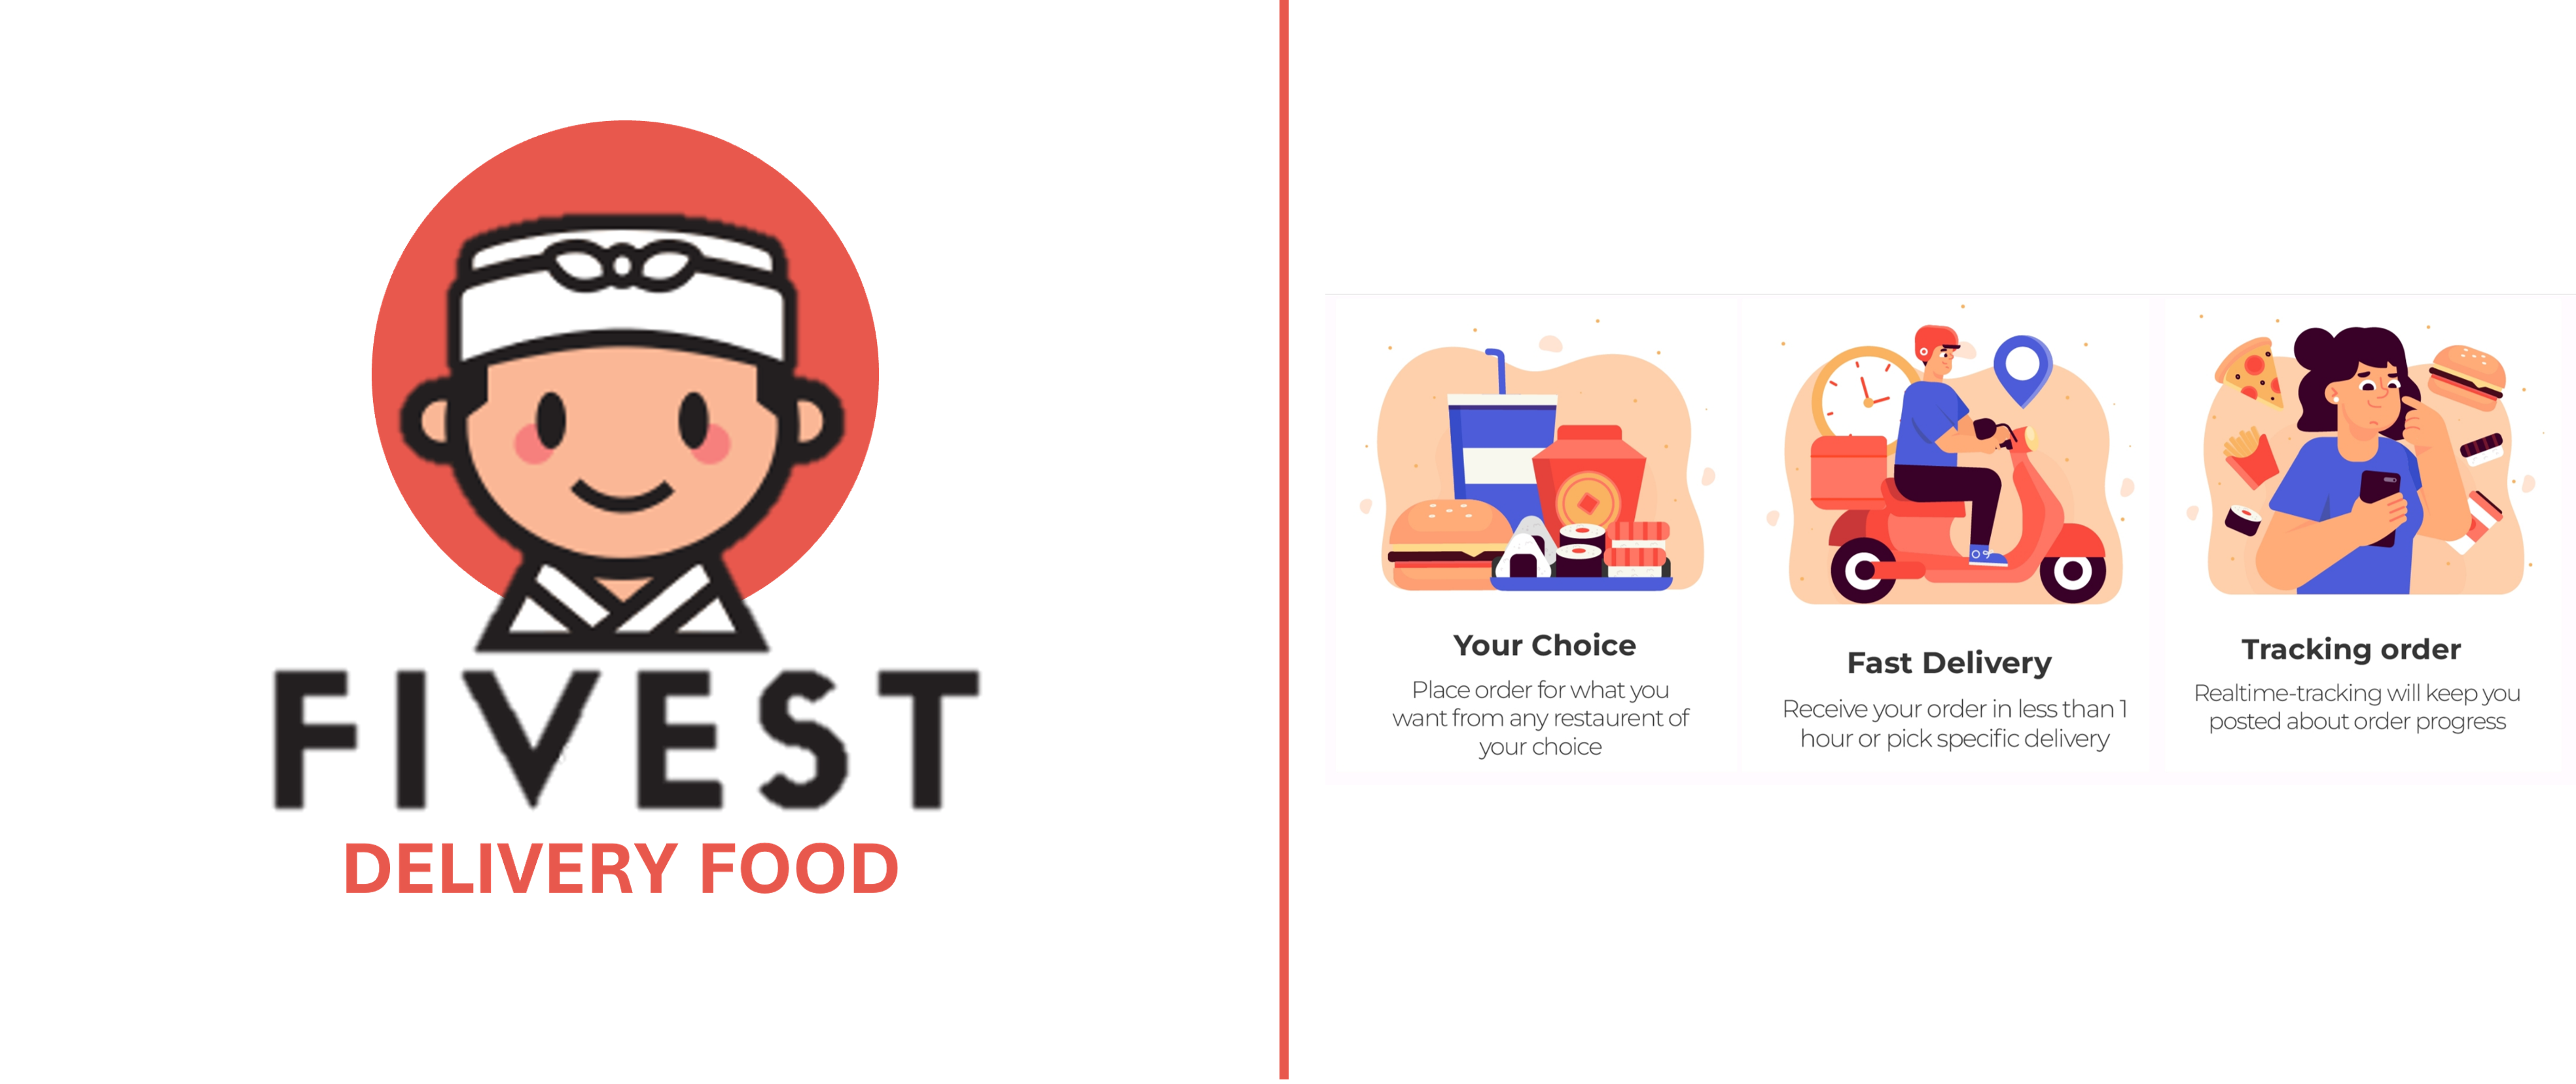 FIVEST
DELIVERY FOOD
Your Choice
Place order for what you
want from any restaurent of
your choice
Fast Delivery
Receive your order in less than 1
hour or pick specific delivery
Tracking order
Realtime-tracking will keep you
posted about order progress